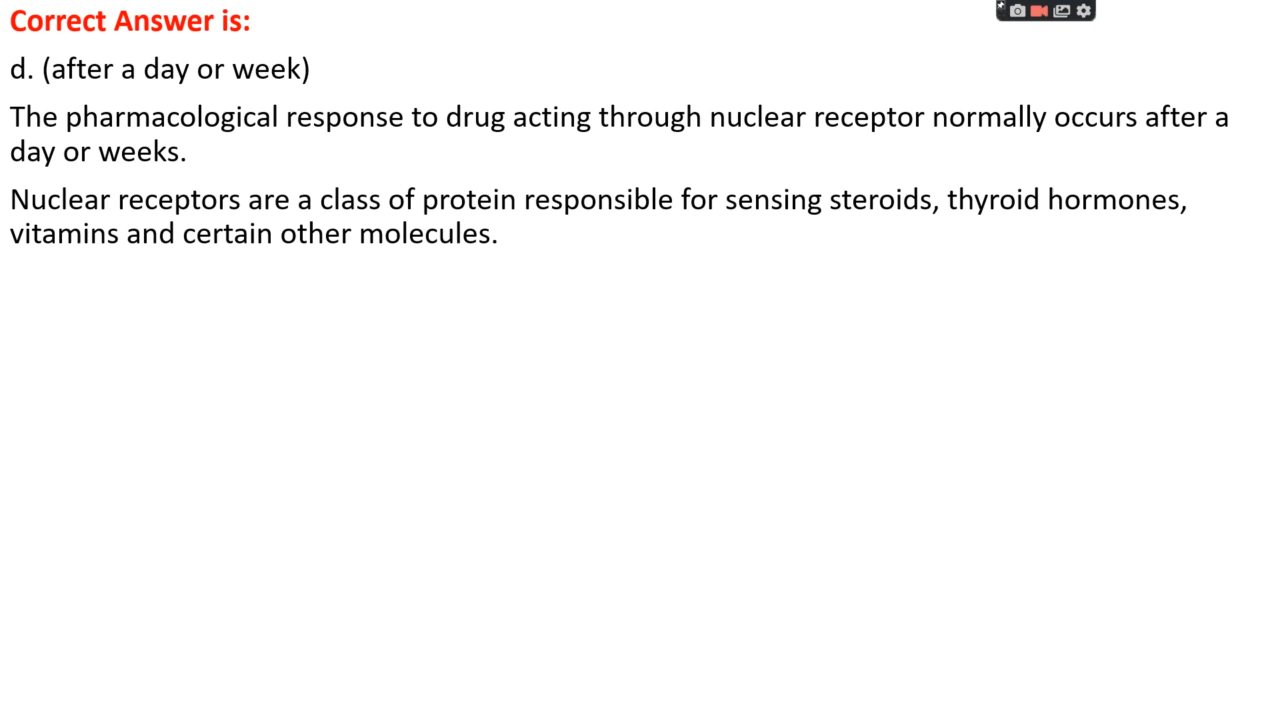 Correct Answer is:
d. (after a day or week)
The pharmacological response to drug acting through nuclear receptor normally occurs after a
day or weeks.
Nuclear receptors are a class of protein responsible for sensing steroids, thyroid hormones,
vitamins and certain other molecules.